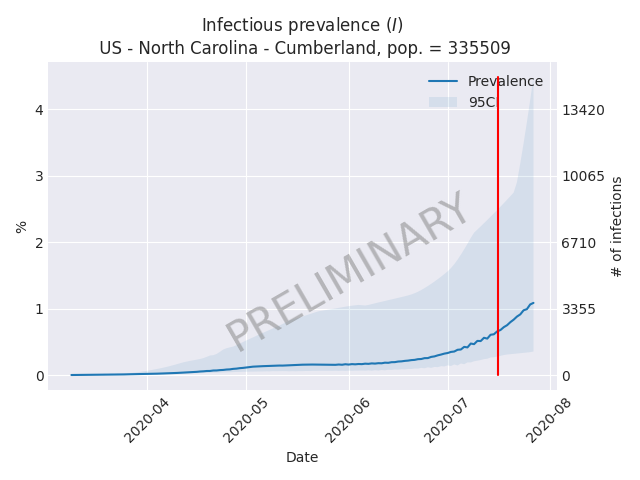 Infectious prevalence (I)
US - North Carolina - Cumberland, pop. = 335509
Prevalence
95CI
4
3
2
1
0
%
13420
10065
6710
3355
0
# of infections
PRELIMINARY
2020-04
2020-05
2020-06
2020-07
2020-08
Date